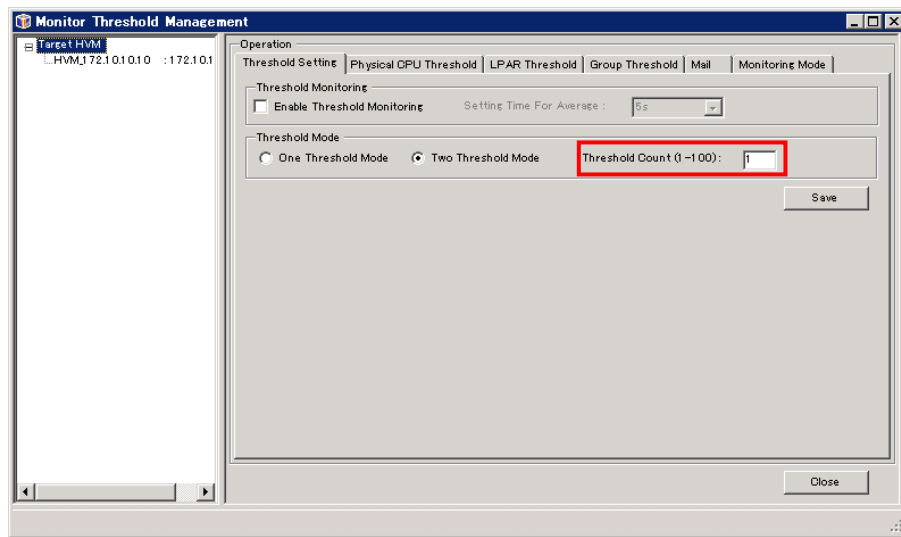 Monitor Threshold Management
Target HVM
HVM_172.10.10.10 :172.10.1
Operation
Threshold Setting Physical CPU Threshold LPAR Threshold Group Threshold Mail Monitoring Mode
Threshold Monitoring
Enable Threshold Monitoring Setting Time For Average : 5s
Threshold Mode
One Threshold Mode Two Threshold Mode Threshold Count (1-100): 1
Save
Close